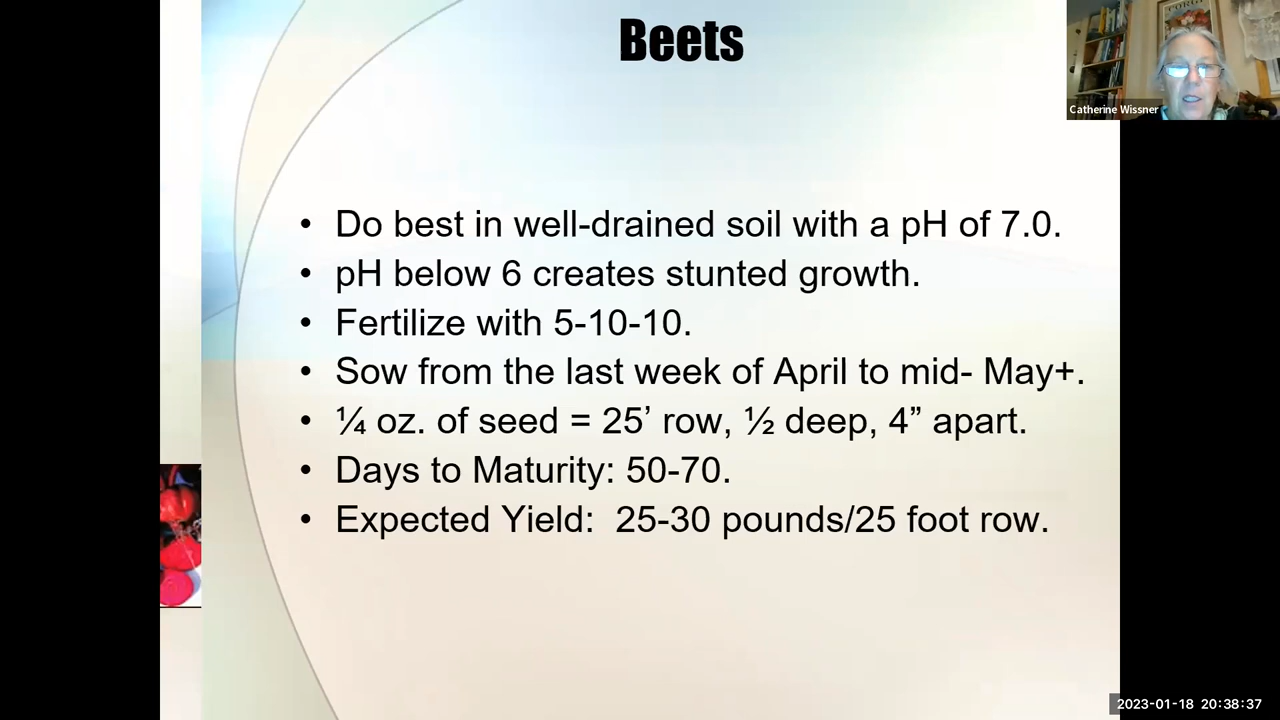 Beets
CORGI
Catherine Wissner
• Do best in well-drained soil with a pH of 7.0.
• pH below 6 creates stunted growth.
• Fertilize with 5-10-10.
• Sow from the last week of April to mid- May+.
• ¼ oz. of seed = 25’ row, ½ deep, 4” apart.
• Days to Maturity: 50-70.
• Expected Yield:  25-30 pounds/25 foot row.
2023-01-18 20:38:37